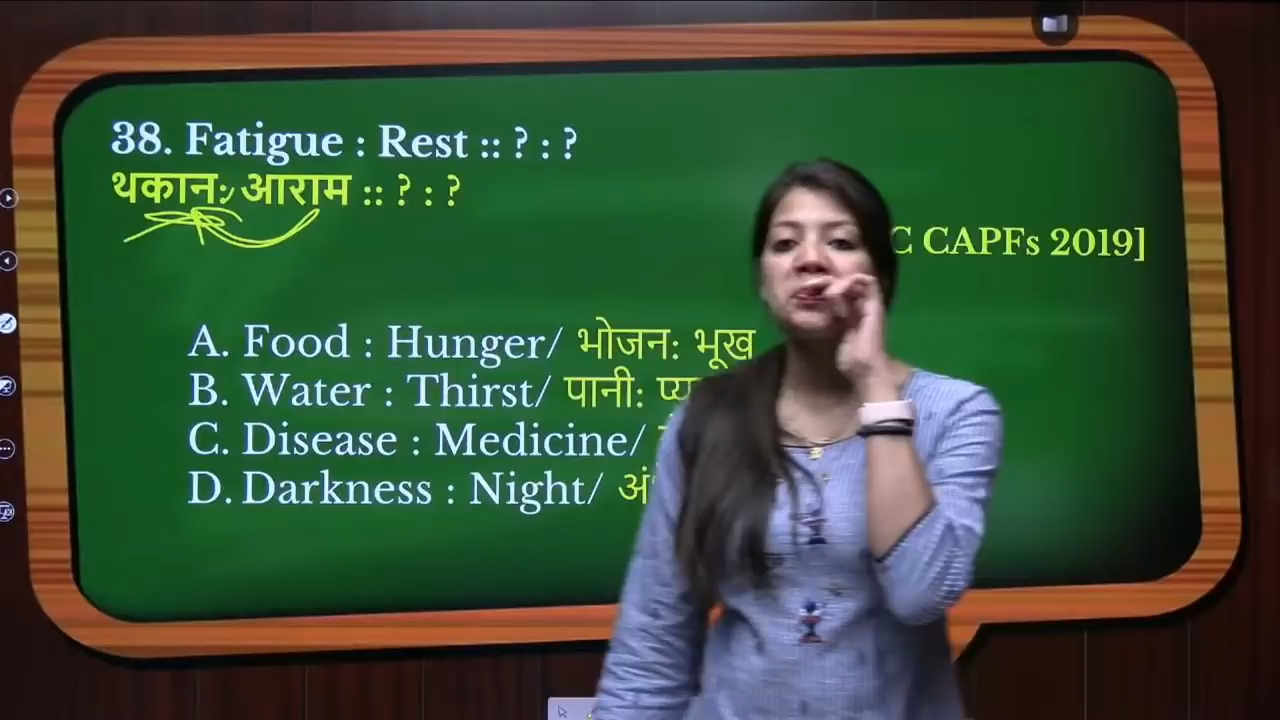 38. Fatigue : Rest :: ? : ?
थकान: आराम :: ? : ?
C CAPFs 2019]
A. Food : Hunger/ भोजन: भूख
B. Water : Thirst/ पानी:
C. Disease : Medicine/
D. Darkness : Night/